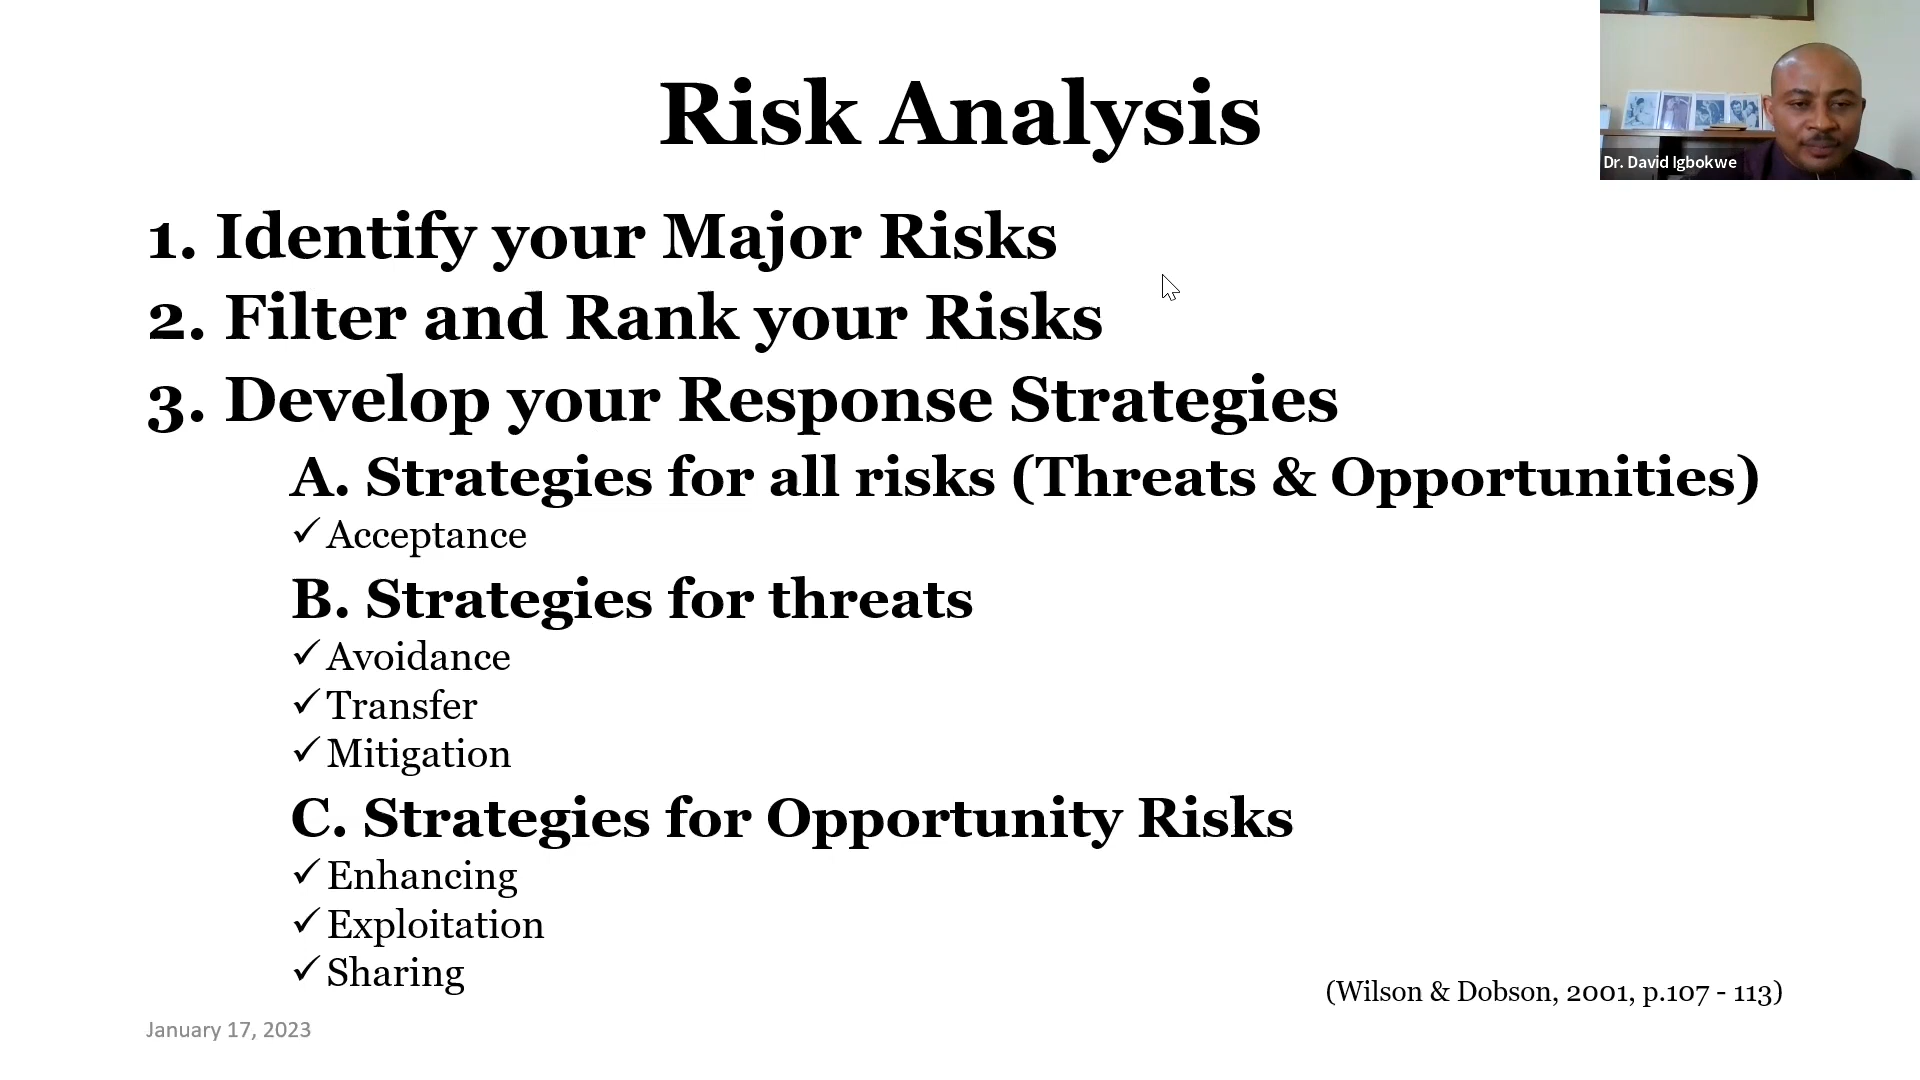 Risk Analysis
Dr. David Igbokwe
1. Identify your Major Risks
2. Filter and Rank your Risks
3. Develop your Response Strategies
A. Strategies for all risks (Threats & Opportunities)
✓ Acceptance
B. Strategies for threats
✓ Avoidance
✓ Transfer
✓ Mitigation
C. Strategies for Opportunity Risks
✓ Enhancing
✓ Exploitation
✓ Sharing
(Wilson & Dobson, 2001, p.107 - 113)
January 17, 2023